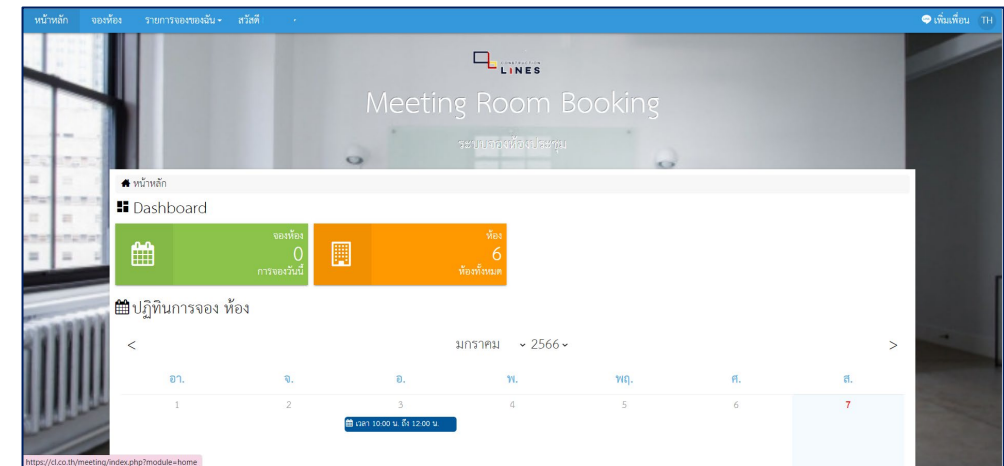 หน้าหลัก จองห้อง รายการจองของฉัน สวัสดี เพิ่มเพื่อน TH
CONSTRUCTION
LINES
Meeting Room Booking
ระบบจองห้องประชุม
หน้าหลัก
Dashboard
จองห้อง
0
การจองวันนี้
ห้อง
6
ห้องทั้งหมด
ปฏิทินการจอง ห้อง
< มกราคม 2566 >
อา. จ. อ. พ. พฤ. ศ. ส.
1 2 3 4 5 6 7
เวลา 10:00 น. ถึง 12:00 น.
https://cl.co.th/meeting/index.php?module=home